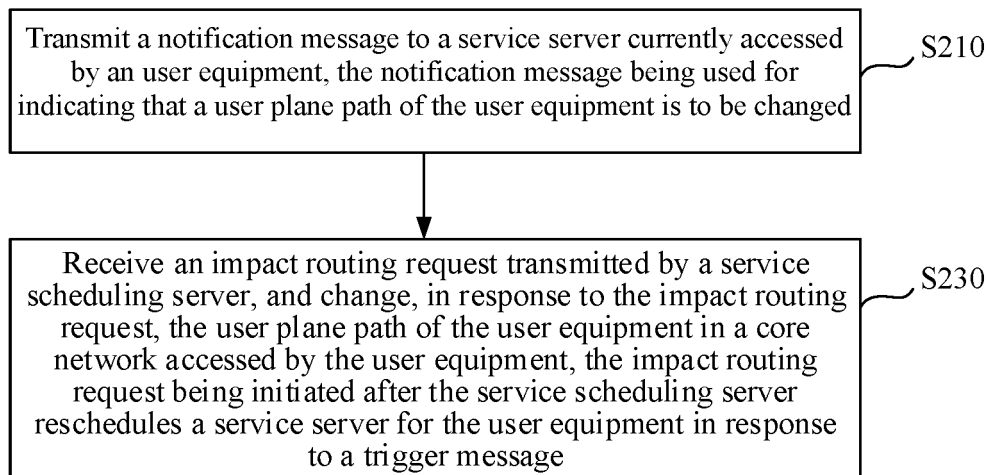 Transmit a notification message to a service server currently accessed
by an user equipment, the notification message being used for
indicating that a user plane path of the user equipment is to be changed
S210
Receive an impact routing request transmitted by a service
scheduling server, and change, in response to the impact routing
request, the user plane path of the user equipment in a core
network accessed by the user equipment, the impact routing
request being initiated after the service scheduling server
reschedules a service server for the user equipment in response
to a trigger message
S230